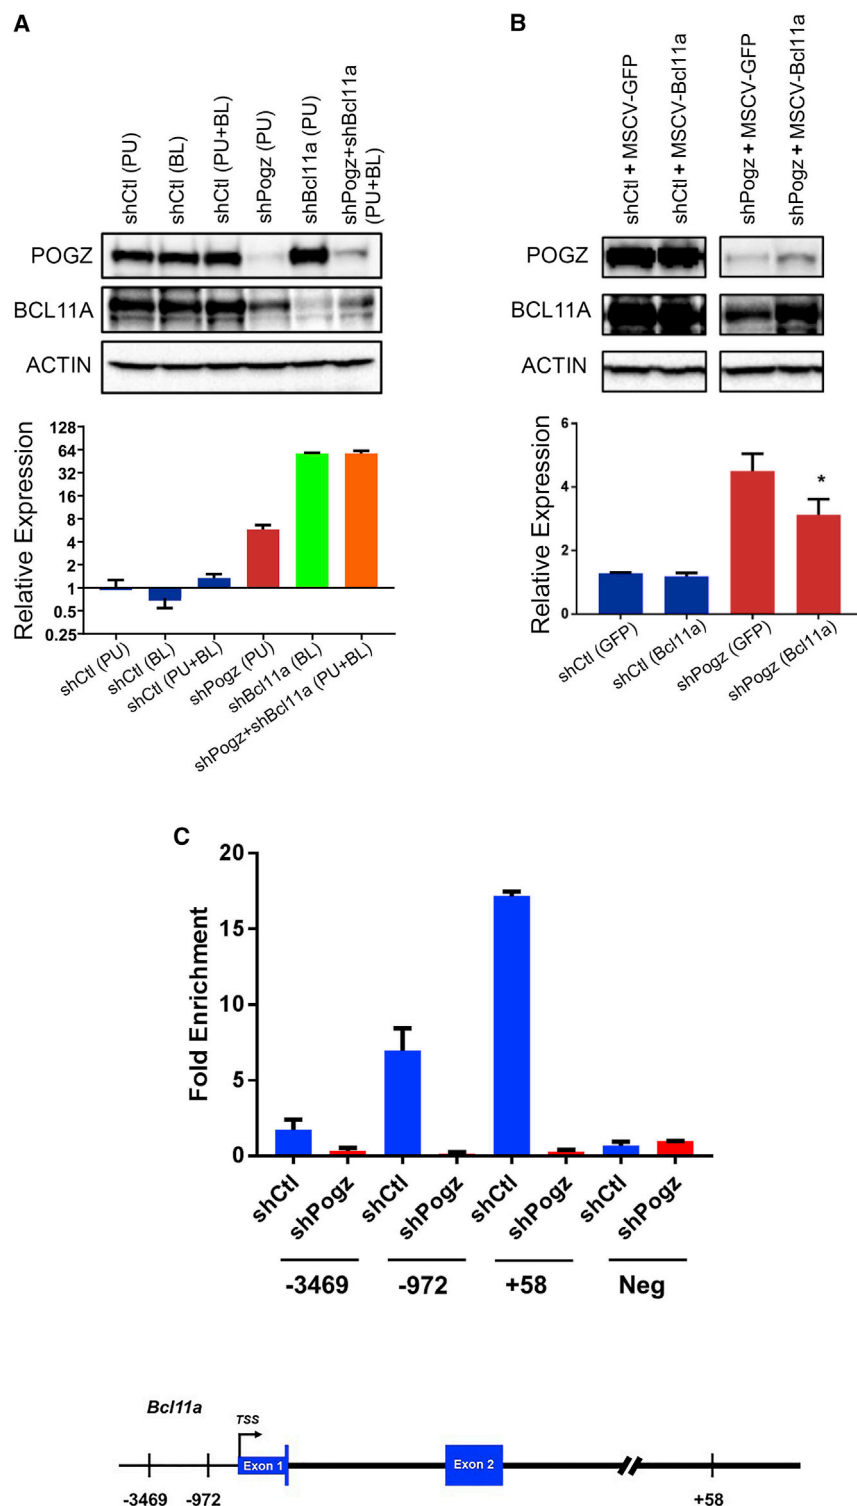 A
shCtl (PU)
shCtl (BL)
shCtl (PU+BL)
shPogz (PU)
shBcl11a (PU)
shPogz+shBcl11a
(PU+BL)
POGZ
BCL11A
ACTIN
Relative Expression
128
64
32
16
8
4
2
1
0.5
0.25
shCtl (PU)
shCtl (BL)
shCtl (PU+BL)
shPogz (PU)
shBcl11a (BL)
shPogz+shBcl11a (PU+BL)
B
shCtl + MSCV-GFP
shCtl + MSCV-Bcl11a
shPogz + MSCV-GFP
shPogz + MSCV-Bcl11a
POGZ
BCL11A
ACTIN
Relative Expression
6
4
2
0
*
shCtl (GFP)
shCtl (Bcl11a)
shPogz (GFP)
shPogz (Bcl11a)
C
Fold Enrichment
20
15
10
5
0
shCtl
shPogz
shCtl
shPogz
shCtl
shPogz
shCtl
shPogz
-3469
-972
+58
Neg
Bcl11a
TSS
Exon 1
Exon 2
-3469
-972
+58